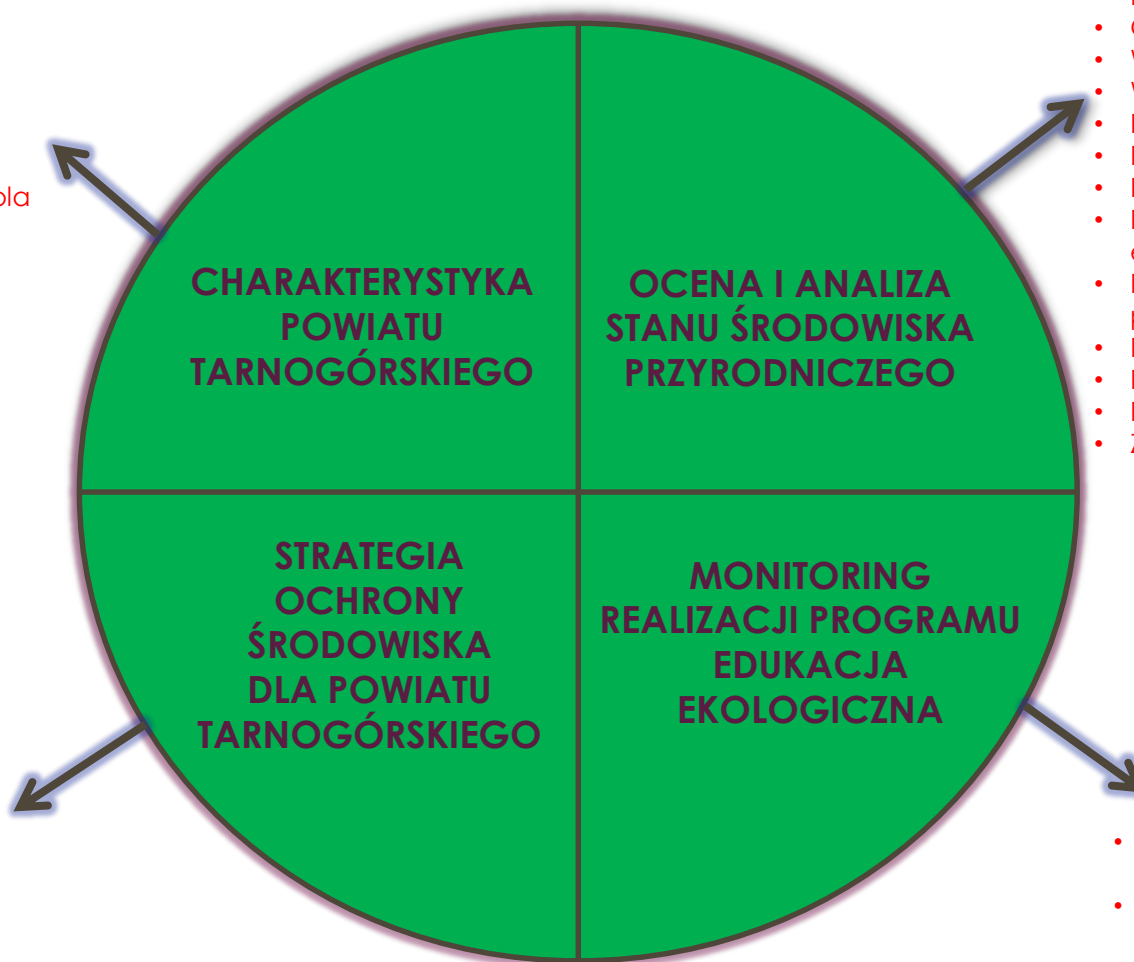 CHARAKTERYSTYKA
POWIATU
TARNOGÓRSKIEGO
OCENA I ANALIZA
STANU ŚRODOWISKA
PRZYRODNICZEGO
STRATEGIA
OCHRONY
ŚRODOWISKA
DLA POWIATU
TARNOGÓRSKIEGO
MONITORING
REALIZACJI PROGRAMU
EDUKACJA
EKOLOGICZNA